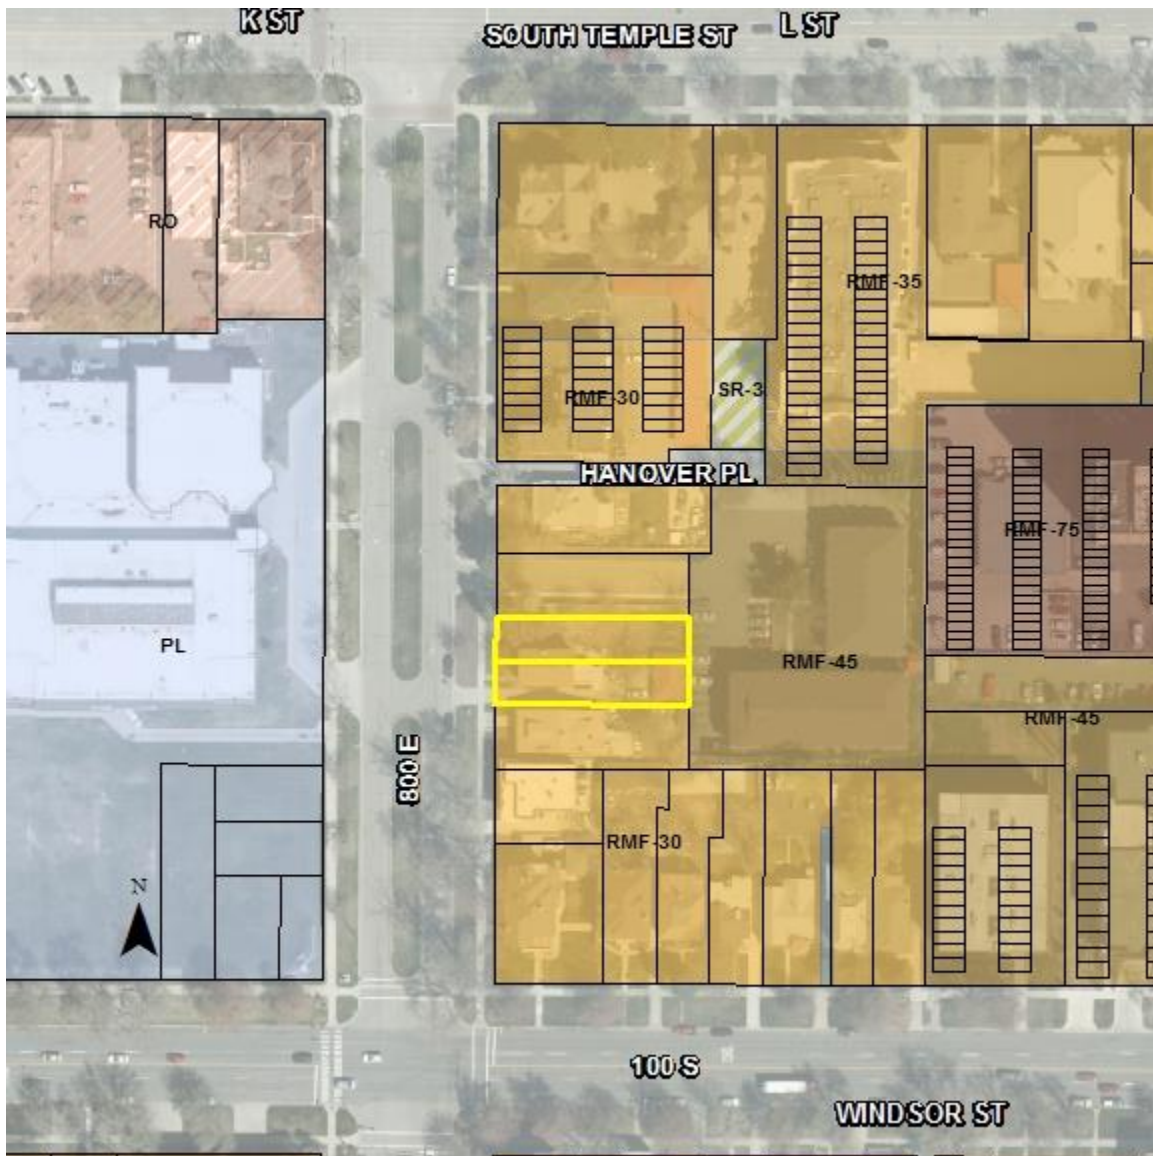 K ST
SOUTH TEMPLE ST
L ST
RO
RMF-35
RMF-30
SR-3
HANOVER PL
RMF-75
PL
RMF-45
RMF-45
800 E
RMF-30
N
100 S
WINDSOR ST